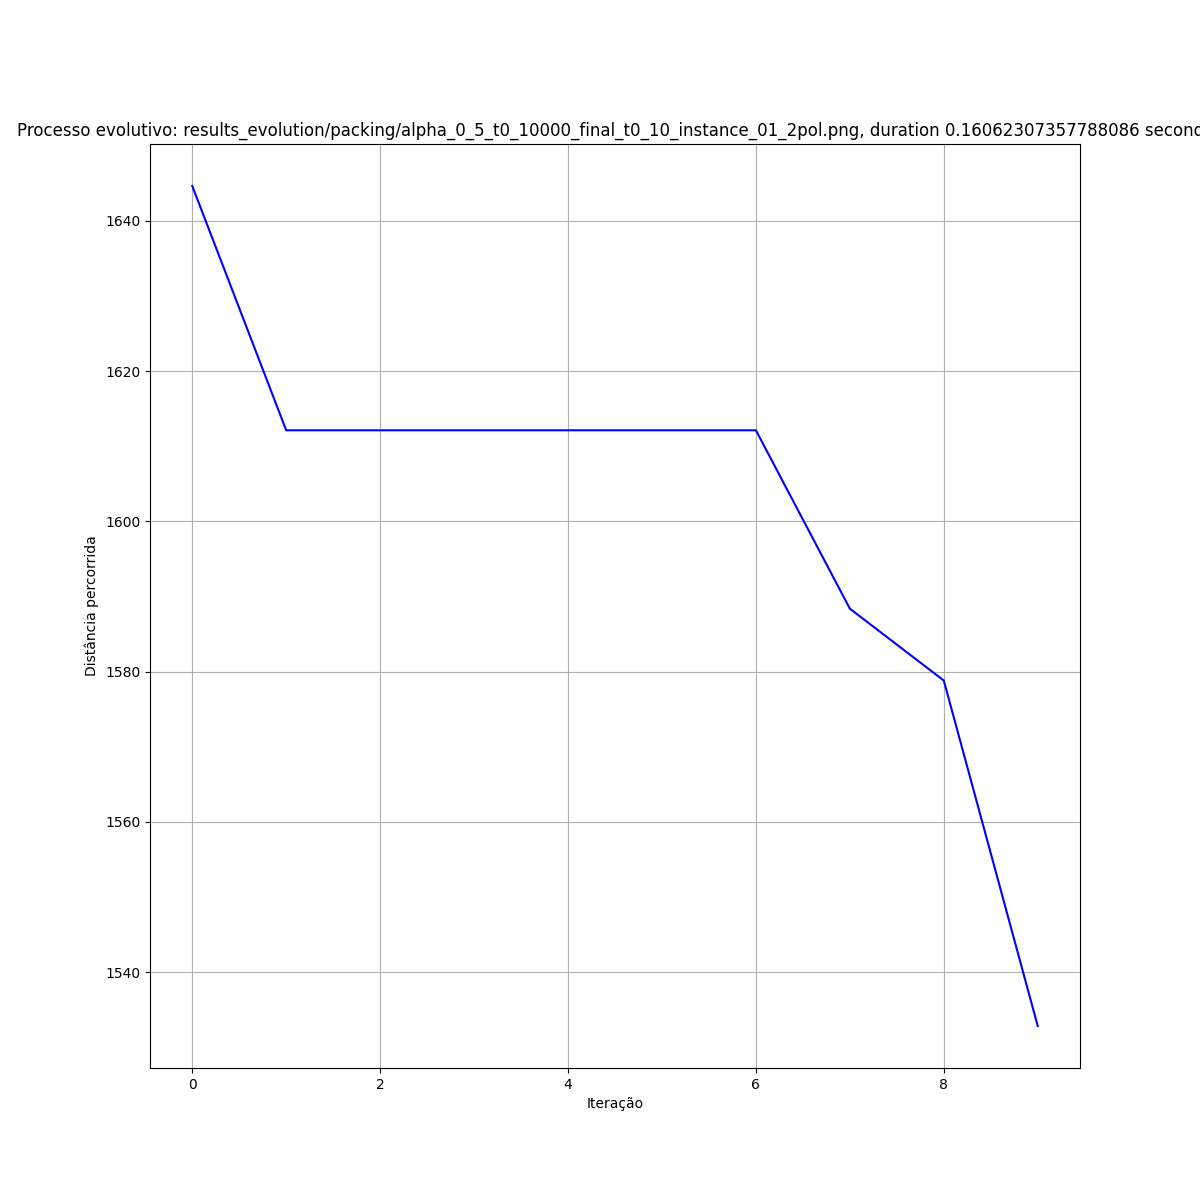 Processo evolutivo: results_evolution/packing/alpha_0_5_t0_10000_final_t0_10_instance_01_2pol.png, duration 0.16062307357788086 secon
1640
1620
1600
1580
1560
1540
Distância percorrida
0 2 4 6 8
Iteração